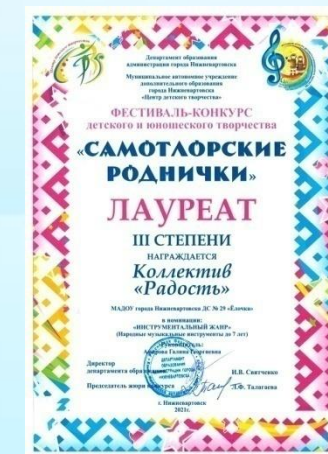 Департамент образования
администрации города Нижневартовска
Муниципальное автономное учреждение
дополнительного образования
города Нижневартовска
«Центр детского творчества»
ФЕСТИВАЛЬ-КОНКУРС
детского и юношеского творчества
«САМОТЛОРСКИЕ
РОДНИЧКИ»
ЛАУРЕАТ
III СТЕПЕНИ
НАГРАЖДАЕТСЯ
Коллектив
«Радость»
МАДОУ города Нижневартовска ДС № 29 «Ёлочка»
в номинации:
«ИНСТРУМЕНТАЛЬНЫЙ ЖАНР»
(Народные музыкальные инструменты до 7 лет)
Руководитель:
Галина Георгиевна
Директор
департамента образования
Председатель жюри конкурса
г. Нижневартовск
2021г.